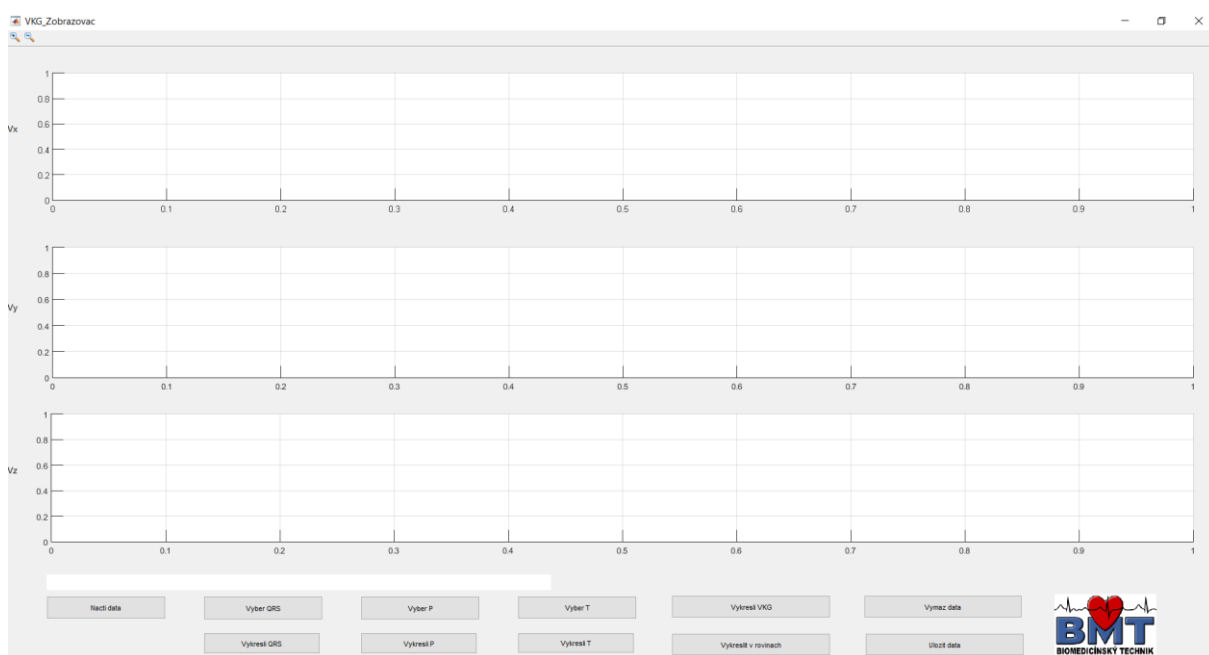 VKG_Zobrazovac
1
0.8
Vx
0.6
0.4
0.2
0
0 0.1 0.2 0.3 0.4 0.5 0.6 0.7 0.8 0.9 1
1
0.8
Vy
0.6
0.4
0.2
0
0 0.1 0.2 0.3 0.4 0.5 0.6 0.7 0.8 0.9 1
1
0.8
Vz
0.6
0.4
0.2
0
0 0.1 0.2 0.3 0.4 0.5 0.6 0.7 0.8 0.9 1
Nacti data Vyber QRS Vyber P Vyber T Vykresli VKG Vymaz data
Vykresli QRS Vykresli P Vykresli T Vykreslit v rovinach Ulozit data
BMT
BIOMEDICÍNSKÝ TECHNIK